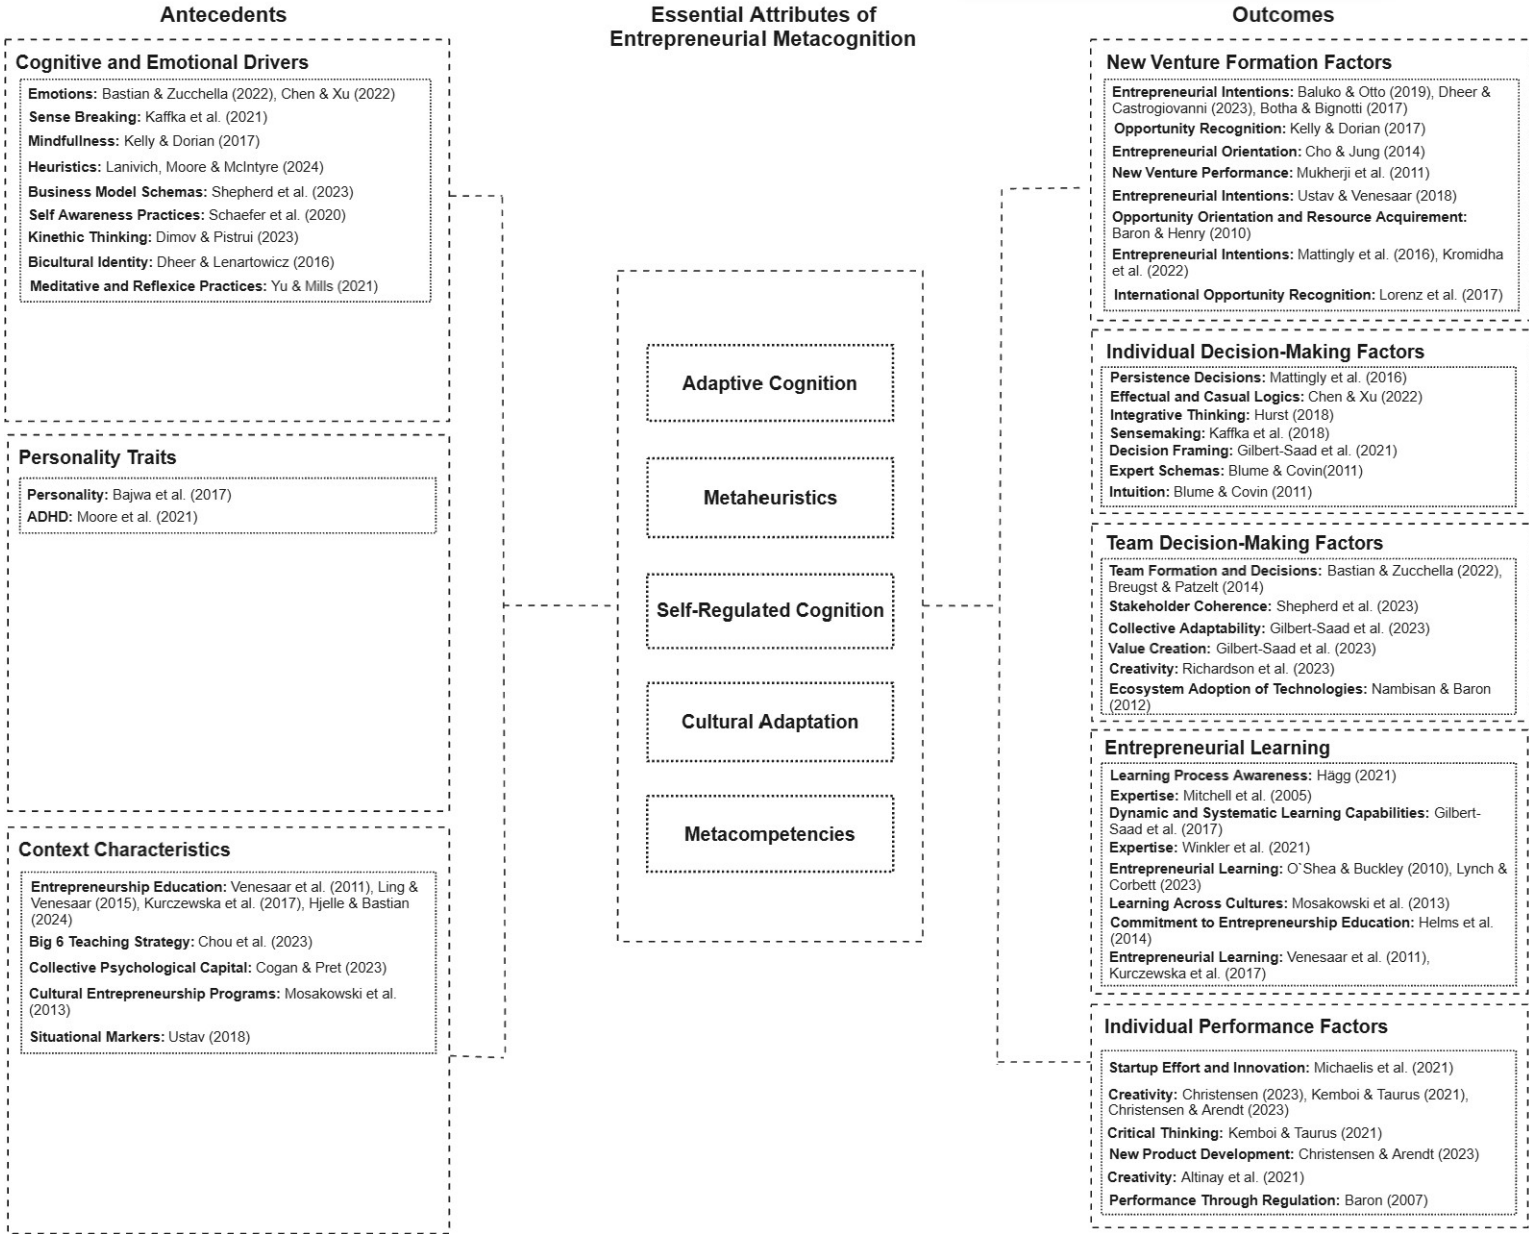 Antecedents
Cognitive and Emotional Drivers
Emotions: Bastian & Zucchella (2022), Chen & Xu (2022)
Sense Breaking: Kaffka et al. (2021)
Mindfullness: Kelly & Dorian (2017)
Heuristics: Lanivich, Moore & McIntyre (2024)
Business Model Schemas: Shepherd et al. (2023)
Self Awareness Practices: Schaefer et al. (2020)
Kinethic Thinking: Dimov & Pistrui (2023)
Bicultural Identity: Dheer & Lenartowicz (2016)
Meditative and Reflexice Practices: Yu & Mills (2021)
Personality Traits
Personality: Bajwa et al. (2017)
ADHD: Moore et al. (2021)
Context Characteristics
Entrepreneurship Education: Venesaar et al. (2011), Ling &
Venesaar (2015), Kurczewska et al. (2017), Hjelle & Bastian
(2024)
Big 6 Teaching Strategy: Chou et al. (2023)
Collective Psychological Capital: Cogan & Pret (2023)
Cultural Entrepreneurship Programs: Mosakowski et al.
(2013)
Situational Markers: Ustav (2018)
Essential Attributes of
Entrepreneurial Metacognition
Adaptive Cognition
Metaheuristics
Self-Regulated Cognition
Cultural Adaptation
Metacompetencies
Outcomes
New Venture Formation Factors
Entrepreneurial Intentions: Baluko & Otto (2019), Dheer &
Castrogiovanni (2023), Botha & Bignotti (2017)
Opportunity Recognition: Kelly & Dorian (2017)
Entrepreneurial Orientation: Cho & Jung (2014)
New Venture Performance: Mukherji et al. (2011)
Entrepreneurial Intentions: Ustav & Venesaar (2018)
Opportunity Orientation and Resource Acquirement:
Baron & Henry (2010)
Entrepreneurial Intentions: Mattingly et al. (2016), Kromidha
et al. (2022)
International Opportunity Recognition: Lorenz et al. (2017)
Individual Decision-Making Factors
Persistence Decisions: Mattingly et al. (2016)
Effectual and Casual Logics: Chen & Xu (2022)
Integrative Thinking: Hurst (2018)
Sensemaking: Kaffka et al. (2018)
Decision Framing: Gilbert-Saad et al. (2021)
Expert Schemas: Blume & Covin(2011)
Intuition: Blume & Covin (2011)
Team Decision-Making Factors
Team Formation and Decisions: Bastian & Zucchella (2022),
Breugst & Patzelt (2014)
Stakeholder Coherence: Shepherd et al. (2023)
Collective Adaptability: Gilbert-Saad et al. (2023)
Value Creation: Gilbert-Saad et al. (2023)
Creativity: Richardson et al. (2023)
Ecosystem Adoption of Technologies: Nambisan & Baron
(2012)
Entrepreneurial Learning
Learning Process Awareness: Hägg (2021)
Expertise: Mitchell et al. (2005)
Dynamic and Systematic Learning Capabilities: Gilbert-
Saad et al. (2017)
Expertise: Winkler et al. (2021)
Entrepreneurial Learning: O`Shea & Buckley (2010), Lynch &
Corbett (2023)
Learning Across Cultures: Mosakowski et al. (2013)
Commitment to Entrepreneurship Education: Helms et al.
(2014)
Entrepreneurial Learning: Venesaar et al. (2011),
Kurczewska et al. (2017)
Individual Performance Factors
Startup Effort and Innovation: Michaelis et al. (2021)
Creativity: Christensen (2023), Kemboi & Taurus (2021),
Christensen & Arendt (2023)
Critical Thinking: Kemboi & Taurus (2021)
New Product Development: Christensen & Arendt (2023)
Creativity: Altinay et al. (2021)
Performance Through Regulation: Baron (2007)